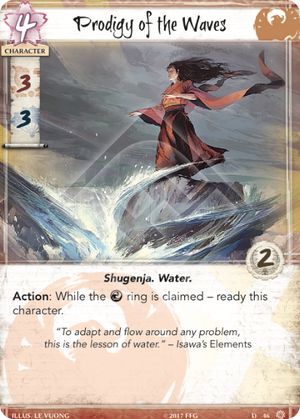 4
Prodigy of the Waves
CHARACTER
3
3
2
Shugenja. Water.
Action: While the ring is claimed – ready this
character.
"To adapt and flow around any problem,
this is the lesson of water." – Isawa's Elements
ILLUS: LE VUONG
©2017 FFG
D 46